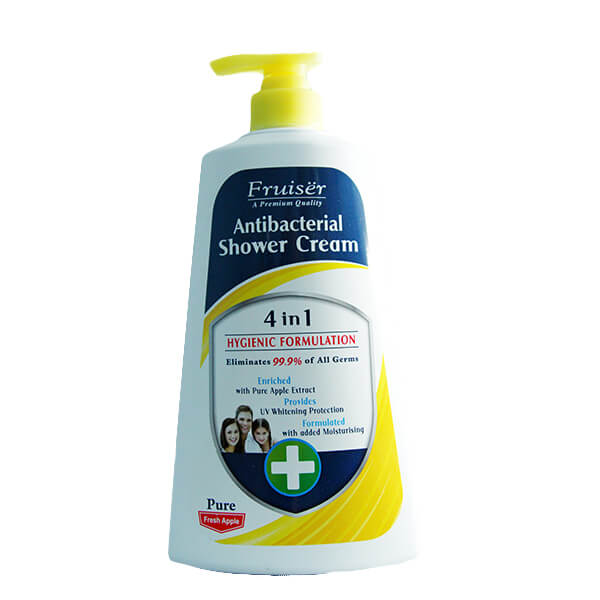 Fruisër
A Premium Quality
Antibacterial
Shower Cream
4 in 1
HYGIENIC FORMULATION
Eliminates 99.9% of All Germs
Enriched
with Pure Apple Extract
Provides
UV Whitening Protection
Formulated
with added Moisturising
Pure
Fresh Apple